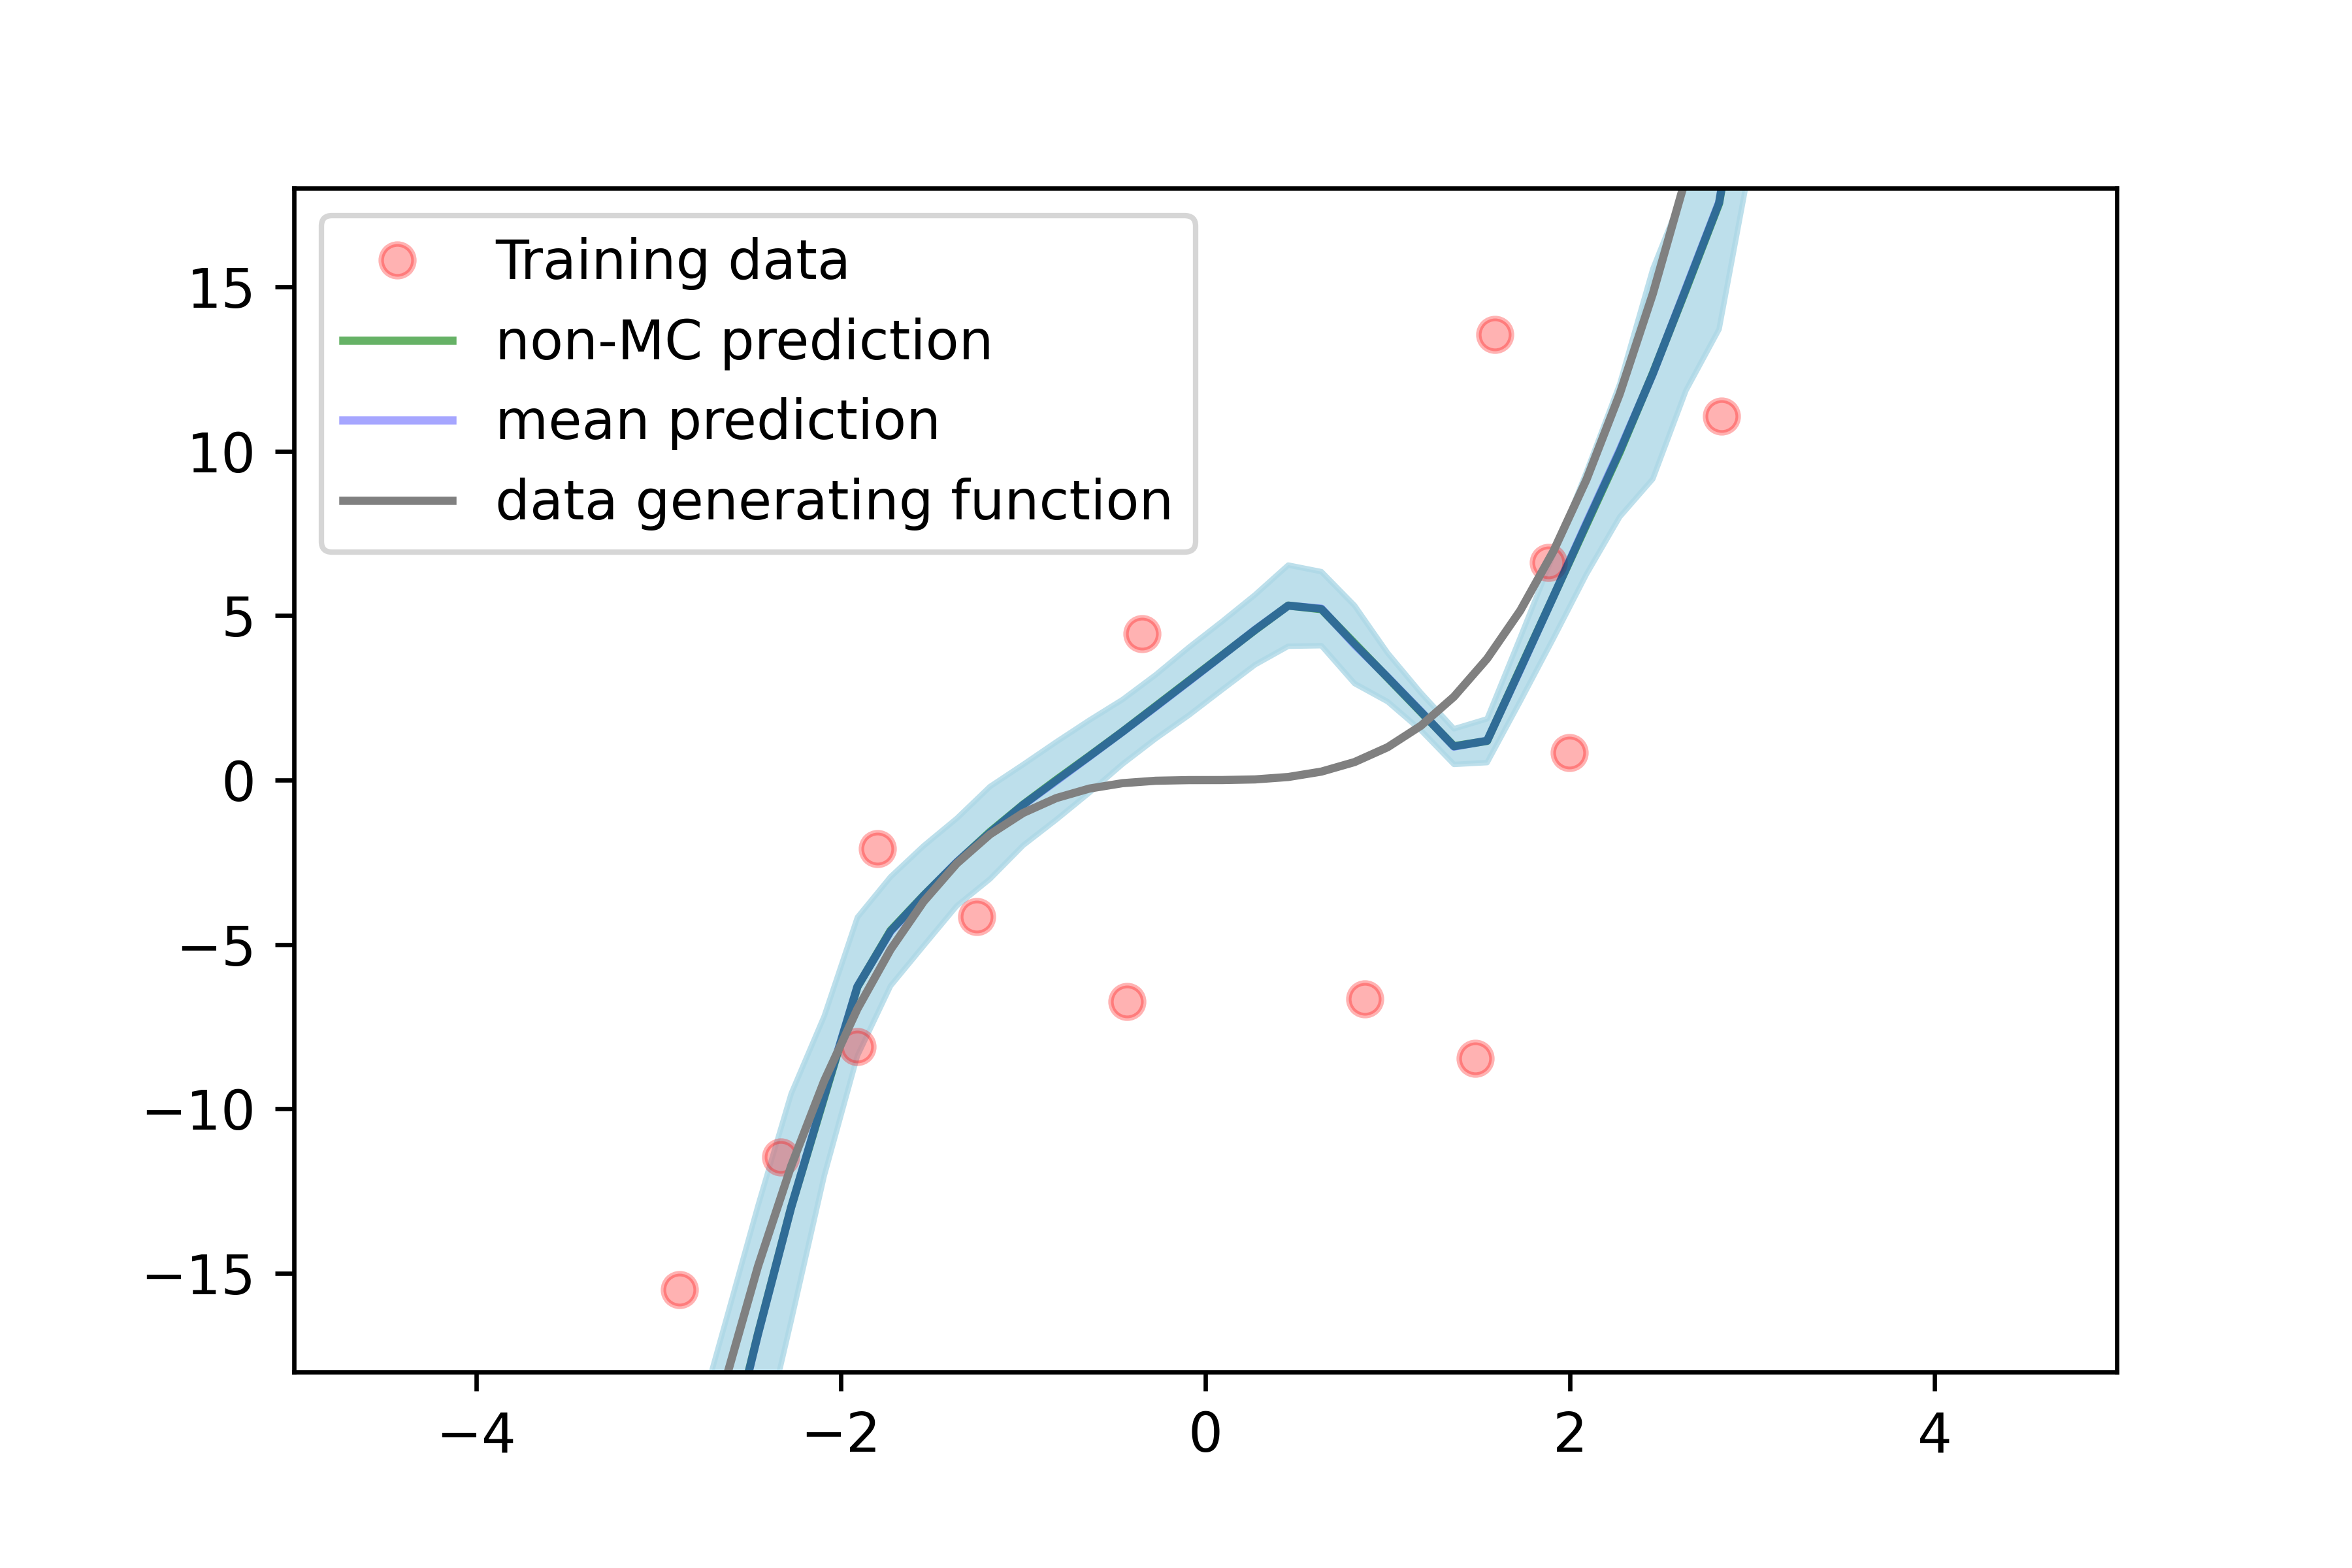 Training data
non-MC prediction
mean prediction
data generating function
15
10
5
0
−5
−10
−15
−4 −2 0 2 4